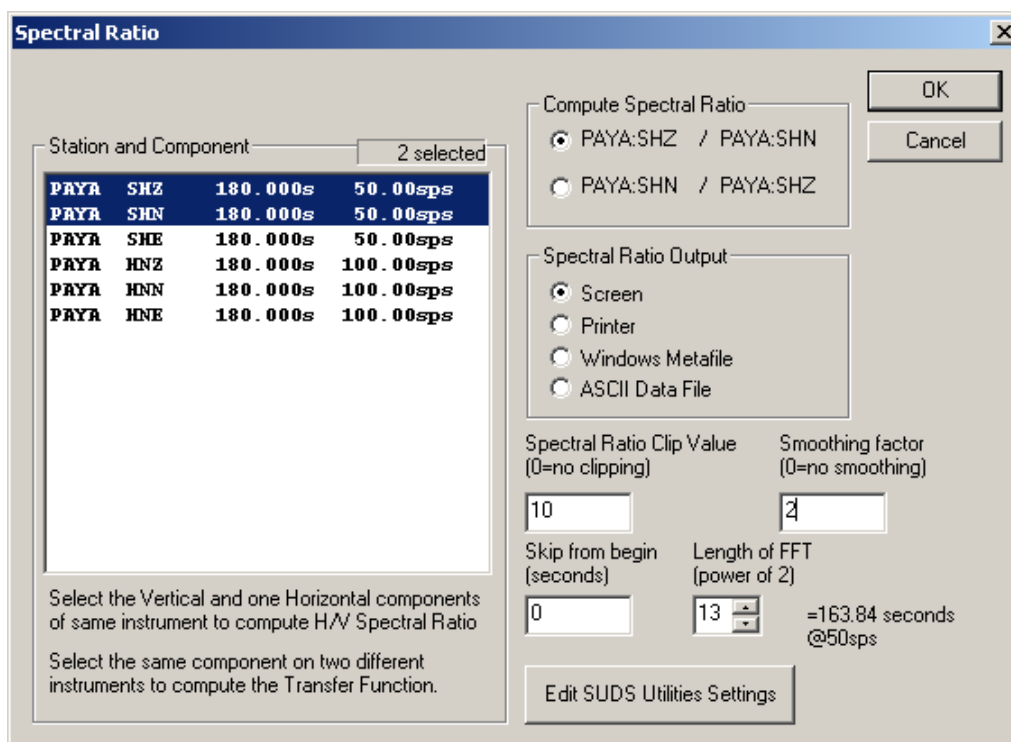 Spectral Ratio
OK
Cancel
Station and Component
2 selected
PAYA SHZ 180.000s 50.00sps
PAYA SHN 180.000s 50.00sps
PAYA SHE 180.000s 50.00sps
PAYA HNZ 180.000s 100.00sps
PAYA HNN 180.000s 100.00sps
PAYA HNE 180.000s 100.00sps
Select the Vertical and one Horizontal components
of same instrument to compute H/V Spectral Ratio
Select the same component on two different
instruments to compute the Transfer Function.
Compute Spectral Ratio
PAYA:SHZ / PAYA:SHN
PAYA:SHN / PAYA:SHZ
Spectral Ratio Output
Screen
Printer
Windows Metafile
ASCII Data File
Spectral Ratio Clip Value
(0=no clipping)
10
Smoothing factor
(0=no smoothing)
2
Skip from begin
(seconds)
0
Length of FFT
(power of 2)
13
=163.84 seconds
@50sps
Edit SUDS Utilities Settings